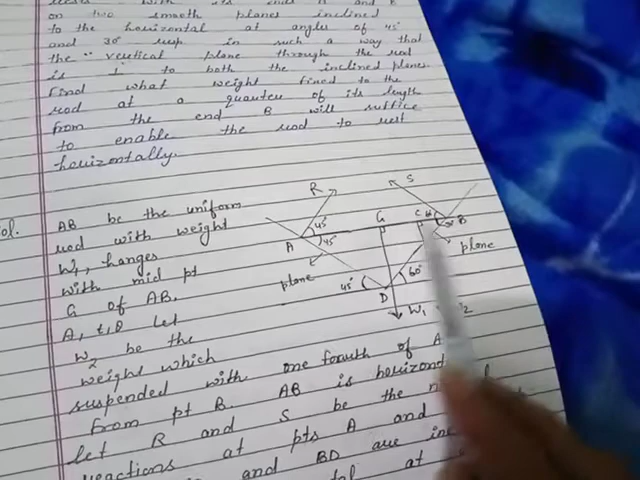 on two smooth planes inclined
to the horizontal at angles of 45°
and 30° resp in such a way that
the vertical plane through the rod
is ⊥ to both the inclined planes.
Find what weight fixed to the
rod at a quarter of its length
from the end B will suffice
to enable the rod to rest
horizontally.
AB be the uniform
rod with weight
W₁, hanges
with mid pt
G of AB.
Let
W₂ be the
weight which
suspended with one fourth of A
from pt B. AB is
Let R and S be the
reactions at pts A and
and BD are
R
S
45°
45°
A
G
C
B
plane
plane
45°
60°
D
W₁